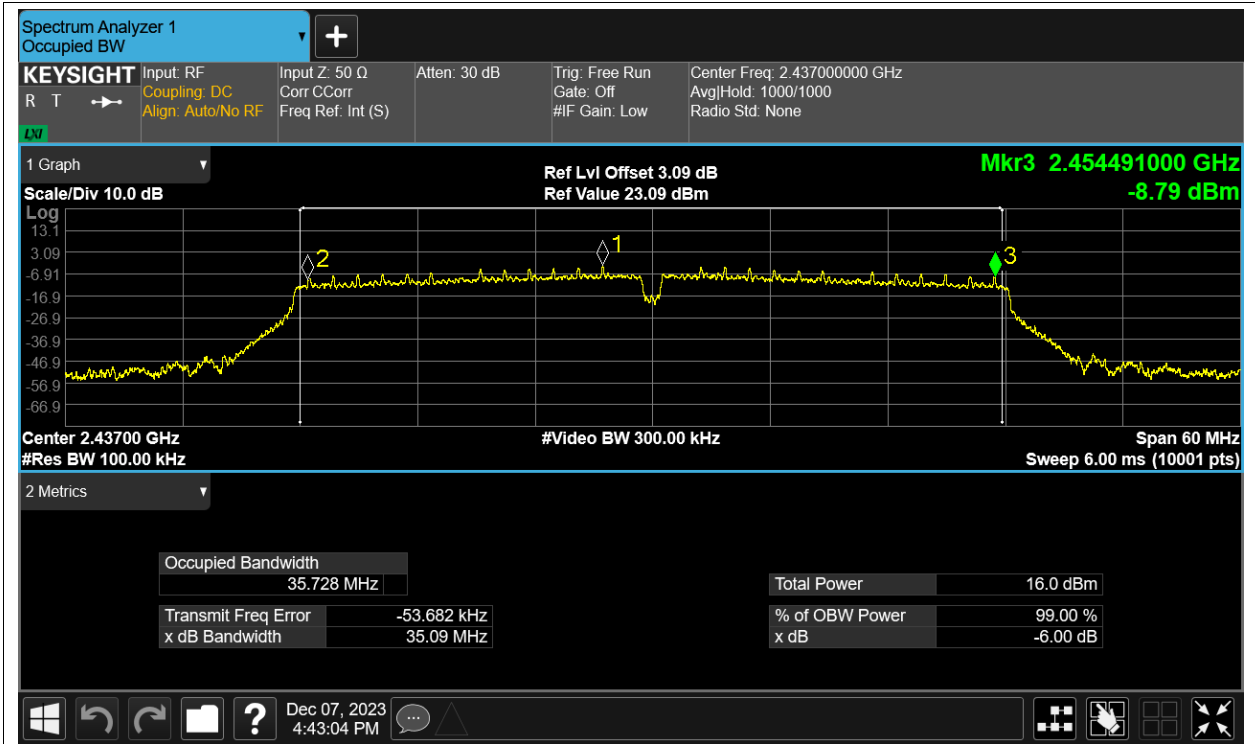 Spectrum Analyzer 1
Occupied BW
KEYSIGHT
R T
LXI
Input: RF
Coupling: DC
Align: Auto/No RF
Input Z: 50 Ω
Corr CCorr
Freq Ref: Int (S)
Atten: 30 dB
Trig: Free Run
Gate: Off
#IF Gain: Low
Center Freq: 2.437000000 GHz
Avg|Hold: 1000/1000
Radio Std: None
1 Graph
Scale/Div 10.0 dB
Ref Lvl Offset 3.09 dB
Ref Value 23.09 dBm
Mkr3 2.454491000 GHz
-8.79 dBm
Log
13.1
3.09
-6.91
-16.9
-26.9
-36.9
-46.9
-56.9
-66.9
2
1
3
Center 2.43700 GHz
#Res BW 100.00 kHz
#Video BW 300.00 kHz
Span 60 MHz
Sweep 6.00 ms (10001 pts)
2 Metrics
Occupied Bandwidth
35.728 MHz
Transmit Freq Error -53.682 kHz
x dB Bandwidth 35.09 MHz
Total Power 16.0 dBm
% of OBW Power 99.00 %
x dB -6.00 dB
Dec 07, 2023
4:43:04 PM